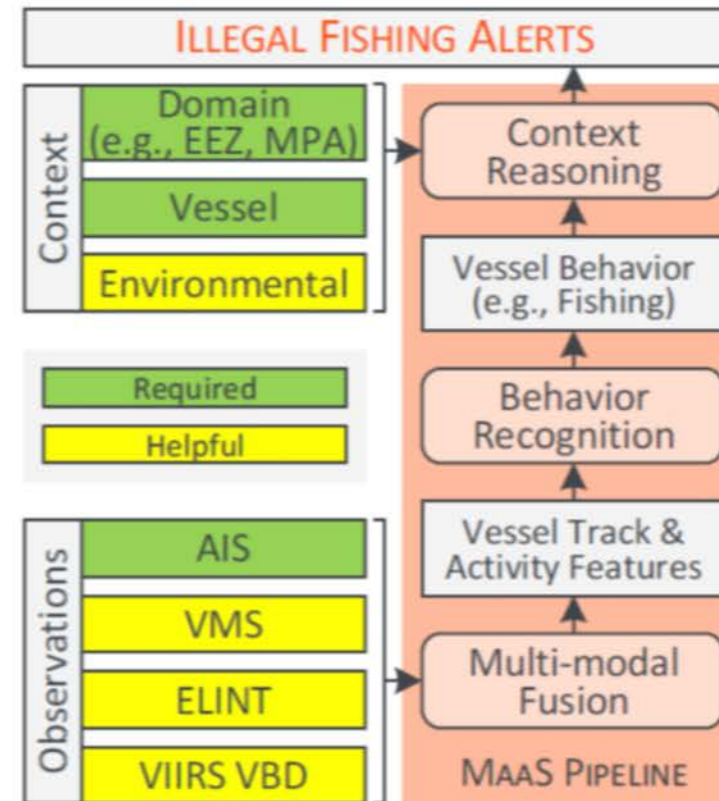 ILLEGAL FISHING ALERTS
Context
Domain
(e.g., EEZ, MPA)
Vessel
Environmental
Required
Helpful
Observations
AIS
VMS
ELINT
VIIRS VBD
Context
Reasoning
Vessel Behavior
(e.g., Fishing)
Behavior
Recognition
Vessel Track &
Activity Features
Multi-modal
Fusion
MAAS PIPELINE